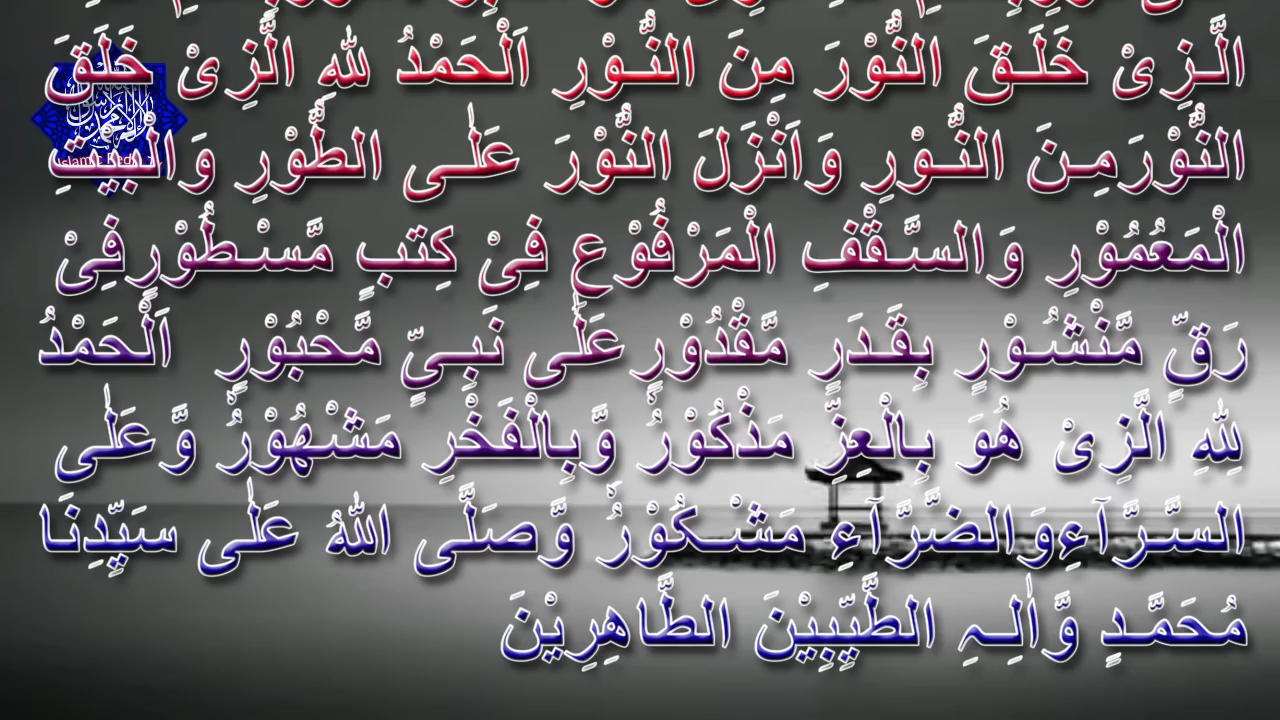 الَّزِیْ خَلَقَ النُّوْرَ مِنَ النُّوْرِ اَلْحَمْدُ لِلّٰهِ الَّزِیْ خَلَقَ
النُّوْرَمِنَ النُّوْرِ وَاَنْزَلَ النُّوْرَ عَلٰی الطُّوْرِ وَالْبَیْتِ
الْمَعُمُوْرِ وَالسَّقْفِ الْمَرْفُوْعِ فِیْ کِتٰبٍ مَّسْطُوْرٍفِیْ
رَقٍّ مَّنْشُوْرٍ بِقَدَرٍ مَّقْدُوْرٍعَلٰی نَبِیٍّ مَّحْبُوْرٍ اَلْحَمْدُ
لِلّٰهِ الَّزِیْ هُوَ بِالْعِزِّ مَذْکُوْرٌ وَّبِالْفَخْرِ مَشْهُوْرٌ وَّعَلٰی
السَّرَّآءِوَالضَّرَّآءِ مَشْکُوْرٌ وَّصَلَّی اللّٰهُ عَلٰی سَیِّدِنَا
مُحَمَّدٍ وَّاٰلِہِ الطَّیِّبِیْنَ الطَّاهِرِیْنَ